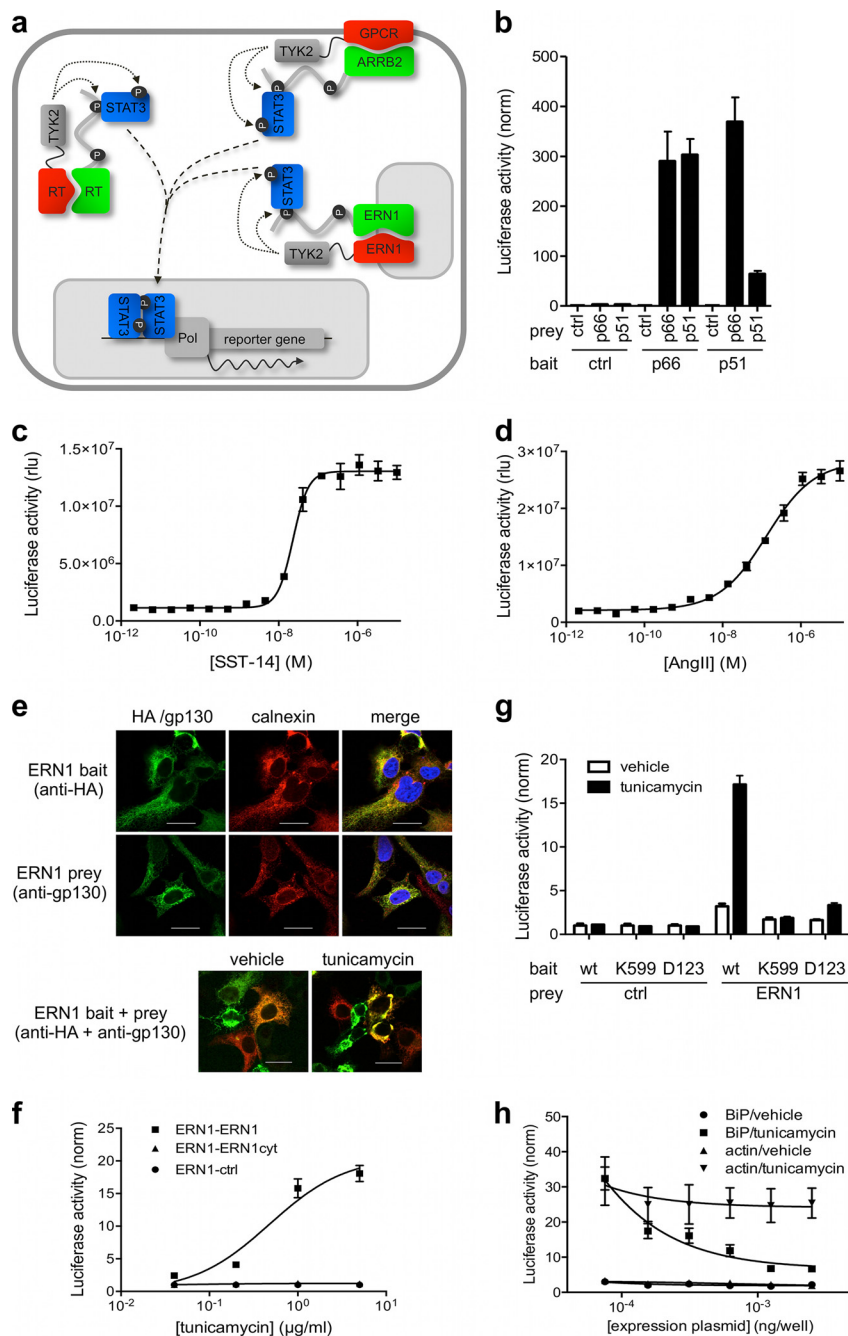 a
GPCR
TYK2
ARRB2
STAT3
P
P
P
TYK2
P
STAT3
P
P
RT
RT
STAT3
P
P
P
ERN1
TYK2
ERN1
STAT3
STAT3
P
P
Pol
reporter gene
b
Luciferase activity (norm)
500
400
300
200
100
0
prey
ctrl
p66
p51
ctrl
p66
p51
ctrl
p66
p51
bait
ctrl
p66
p51
c
Luciferase activity (rlu)
1.5×10⁷
1.0×10⁷
5.0×10⁶
0.0
10⁻¹²
10⁻¹⁰
10⁻⁸
10⁻⁶
[SST-14] (M)
d
Luciferase activity (rlu)
3×10⁷
2×10⁷
1×10⁷
0
10⁻¹²
10⁻¹⁰
10⁻⁸
10⁻⁶
[AngII] (M)
e
HA /gp130
calnexin
merge
ERN1 bait
(anti-HA)
ERN1 prey
(anti-gp130)
vehicle
tunicamycin
ERN1 bait + prey
(anti-HA + anti-gp130)
g
Luciferase activity (norm)
20
15
10
5
0
vehicle
tunicamycin
bait
wt
K599
D123
wt
K599
D123
prey
ctrl
ERN1
f
Luciferase activity (norm)
25
20
15
10
5
0
ERN1-ERN1
ERN1-ERN1cyt
ERN1-ctrl
10⁻²
10⁻¹
10⁰
10¹
[tunicamycin] (µg/ml)
h
Luciferase activity (norm)
50
40
30
20
10
0
BiP/vehicle
BiP/tunicamycin
actin/vehicle
actin/tunicamycin
10⁻⁴
10⁻³
[expression plasmid] (ng/well)